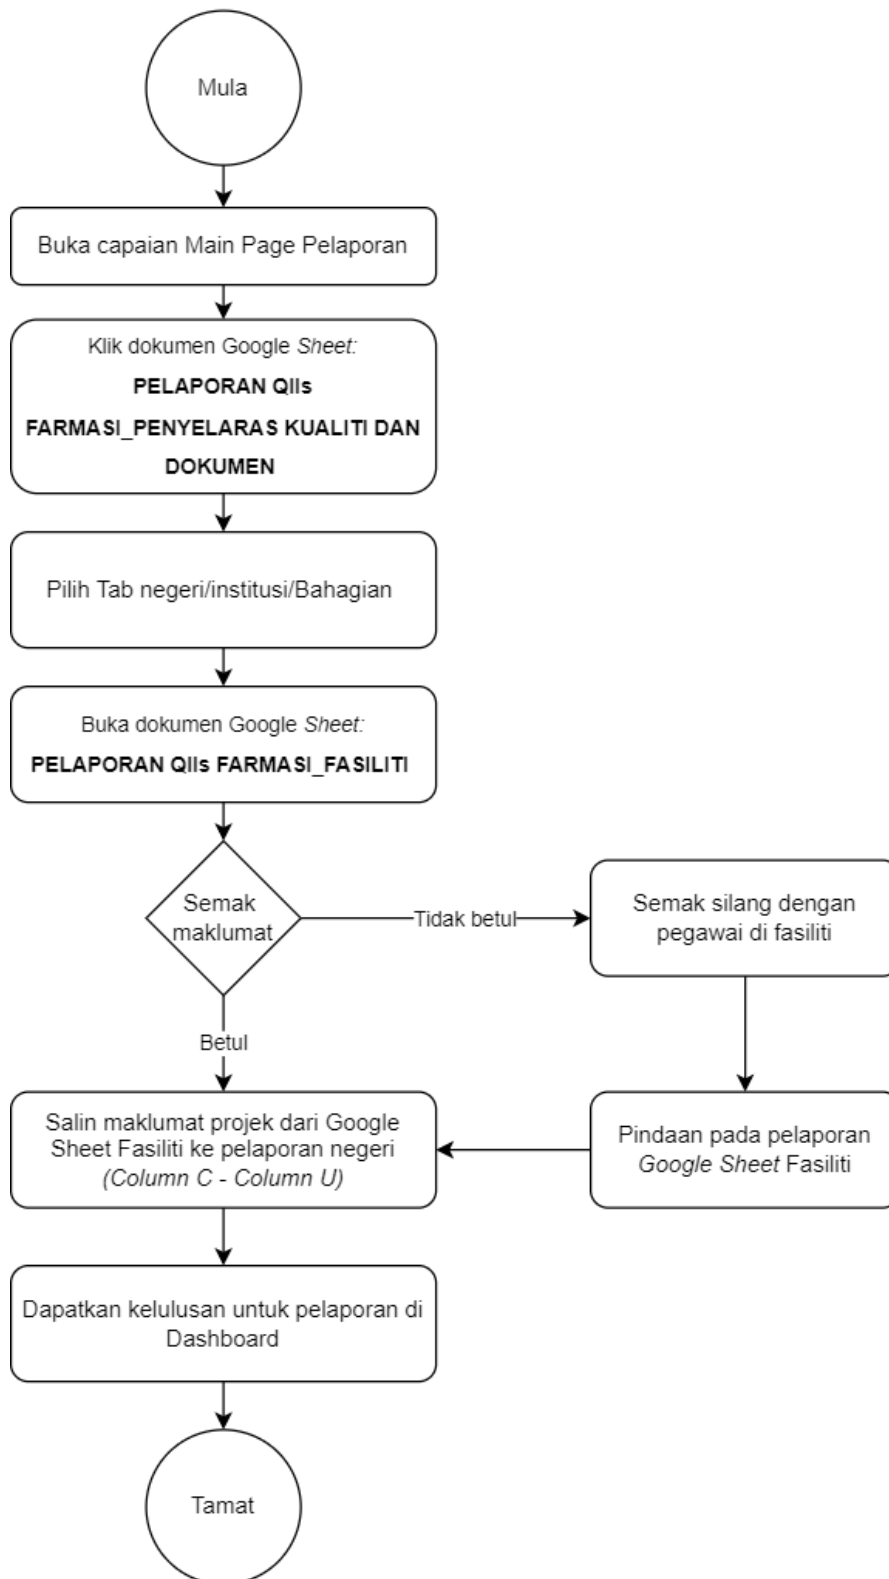 Mula
Buka capaian Main Page Pelaporan
Klik dokumen Google Sheet:
PELAPORAN QIIs
FARMASI_PENYELARAS KUALITI DAN
DOKUMEN
Pilih Tab negeri/institusi/Bahagian
Buka dokumen Google Sheet:
PELAPORAN QIIs FARMASI_FASILITI
Semak
maklumat
Tidak betul
Semak silang dengan
pegawai di fasiliti
Betul
Salin maklumat projek dari Google
Sheet Fasiliti ke pelaporan negeri
(Column C - Column U)
Pindaan pada pelaporan
Google Sheet Fasiliti
Dapatkan kelulusan untuk pelaporan di
Dashboard
Tamat